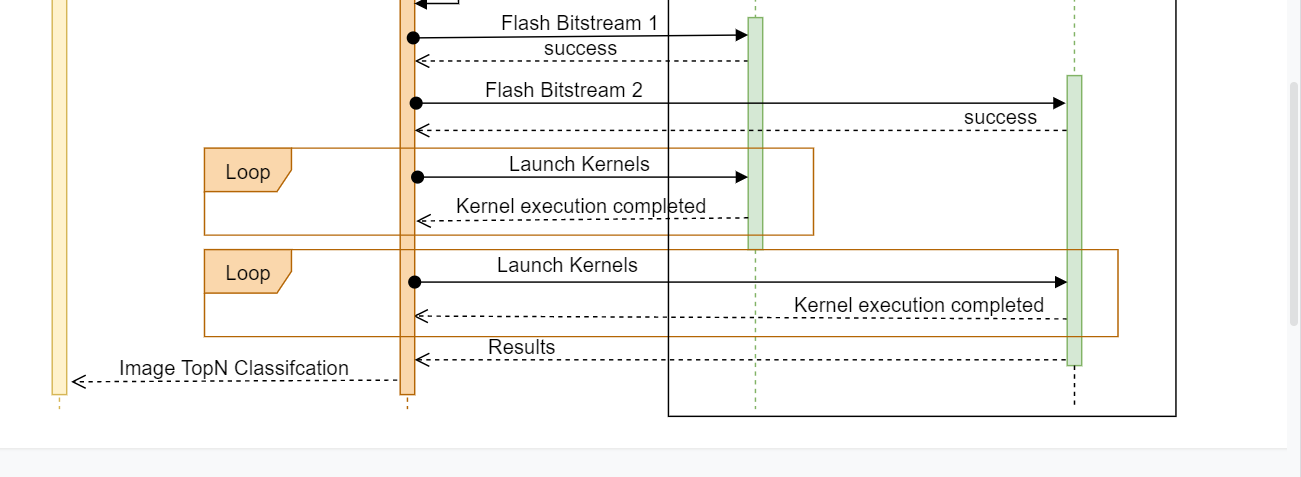 Flash Bitstream 1
success
Flash Bitstream 2
success
Loop
Launch Kernels
Kernel execution completed
Loop
Launch Kernels
Kernel execution completed
Results
Image TopN Classifcation